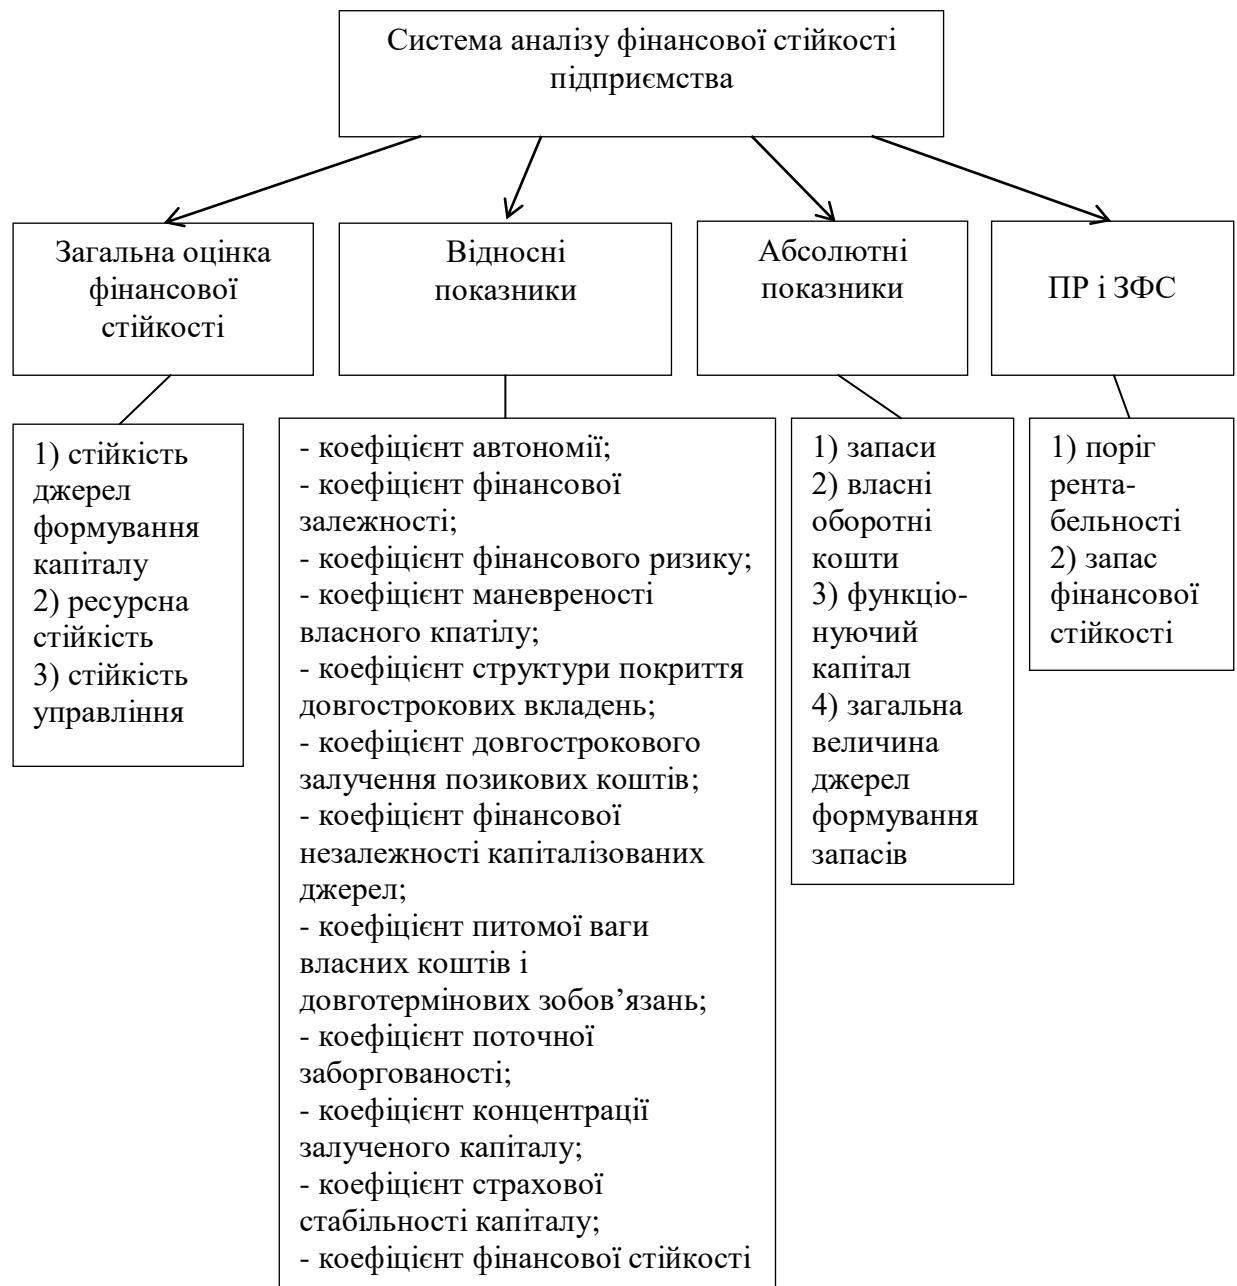 Система аналізу фінансової стійкості
підприємства
Загальна оцінка
фінансової
стійкості
Відносні
показники
Абсолютні
показники
ПР і ЗФС
1) стійкість
джерел
формування
капіталу
2) ресурсна
стійкість
3) стійкість
управління
- коефіцієнт автономії;
- коефіцієнт фінансової
залежності;
- коефіцієнт фінансового ризику;
- коефіцієнт маневреності
власного кпатілу;
- коефіцієнт структури покриття
довгострокових вкладень;
- коефіцієнт довгострокового
залучення позикових коштів;
- коефіцієнт фінансової
незалежності капіталізованих
джерел;
- коефіцієнт питомої ваги
власних коштів і
довготермінових зобов’язань;
- коефіцієнт поточної
заборгованості;
- коефіцієнт концентрації
залученого капіталу;
- коефіцієнт страхової
стабільності капіталу;
- коефіцієнт фінансової стійкості
1) запаси
2) власні
оборотні
кошти
3) функціо-
нуючий
капітал
4) загальна
величина
джерел
формування
запасів
1) поріг
рента-
бельності
2) запас
фінансової
стійкості